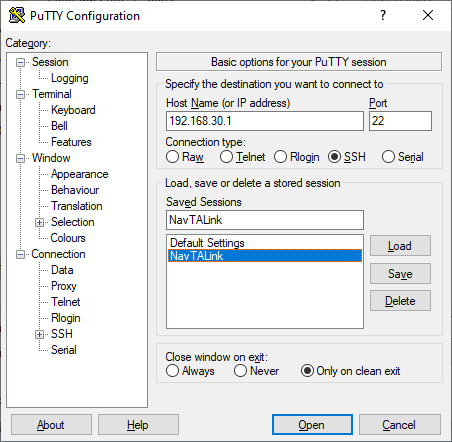 PuTTY Configuration
Category:
Session
Logging
Terminal
Keyboard
Bell
Features
Window
Appearance
Behaviour
Translation
Selection
Colours
Connection
Data
Proxy
Telnet
Rlogin
SSH
Serial
Basic options for your PuTTY session
Specify the destination you want to connect to
Host Name (or IP address) Port
192.168.30.1 22
Connection type:
Raw Telnet Rlogin SSH Serial
Load, save or delete a stored session
Saved Sessions
NavTALink
Default Settings
NavTALink
Load
Save
Delete
Close window on exit:
Always Never Only on clean exit
About Help Open Cancel